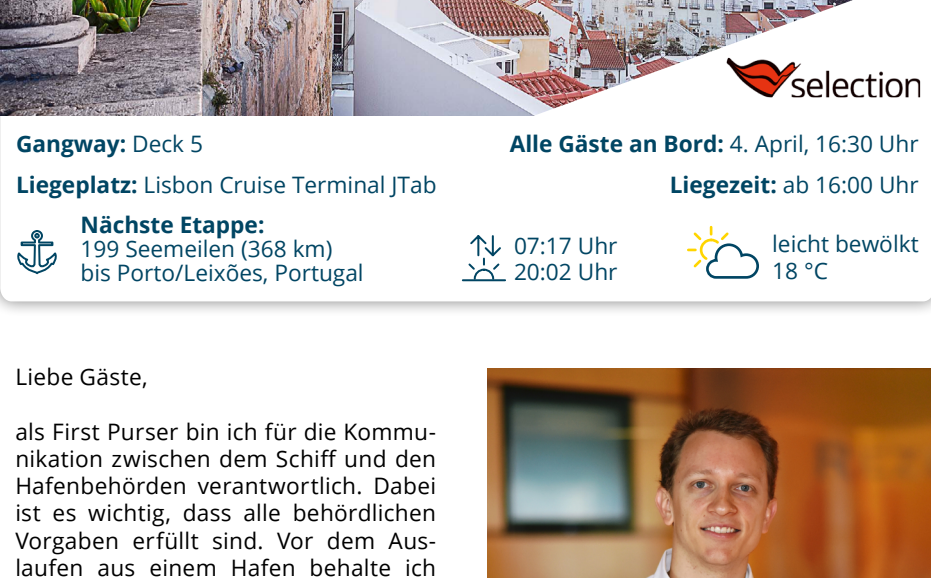 selection
Gangway: Deck 5
Alle Gäste an Bord: 4. April, 16:30 Uhr
Liegeplatz: Lisbon Cruise Terminal JTab
Liegezeit: ab 16:00 Uhr
Nächste Etappe:
199 Seemeilen (368 km)
bis Porto/Leixões, Portugal
07:17 Uhr
20:02 Uhr
leicht bewölkt
18 °C
Liebe Gäste,
als First Purser bin ich für die Kommu-
nikation zwischen dem Schiff und den
Hafenbehörden verantwortlich. Dabei
ist es wichtig, dass alle behördlichen
Vorgaben erfüllt sind. Vor dem Aus-
laufen aus einem Hafen behalte ich